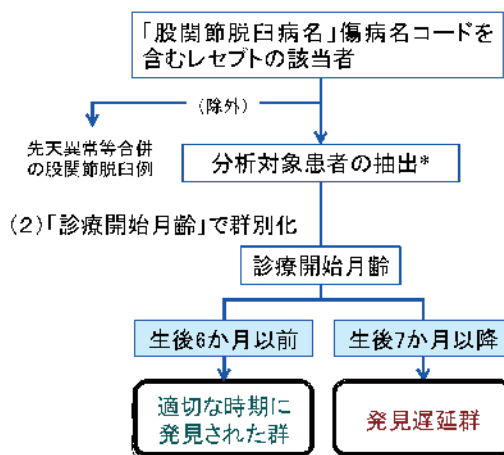 「股関節脱臼病名」傷病名コードを
含むレセプトの該当者
(除外)
先天異常等合併
の股関節脱臼例
分析対象患者の抽出*
(2)「診療開始月齢」で群別化
診療開始月齢
生後6か月以前
生後7か月以降
適切な時期に
発見された群
発見遅延群